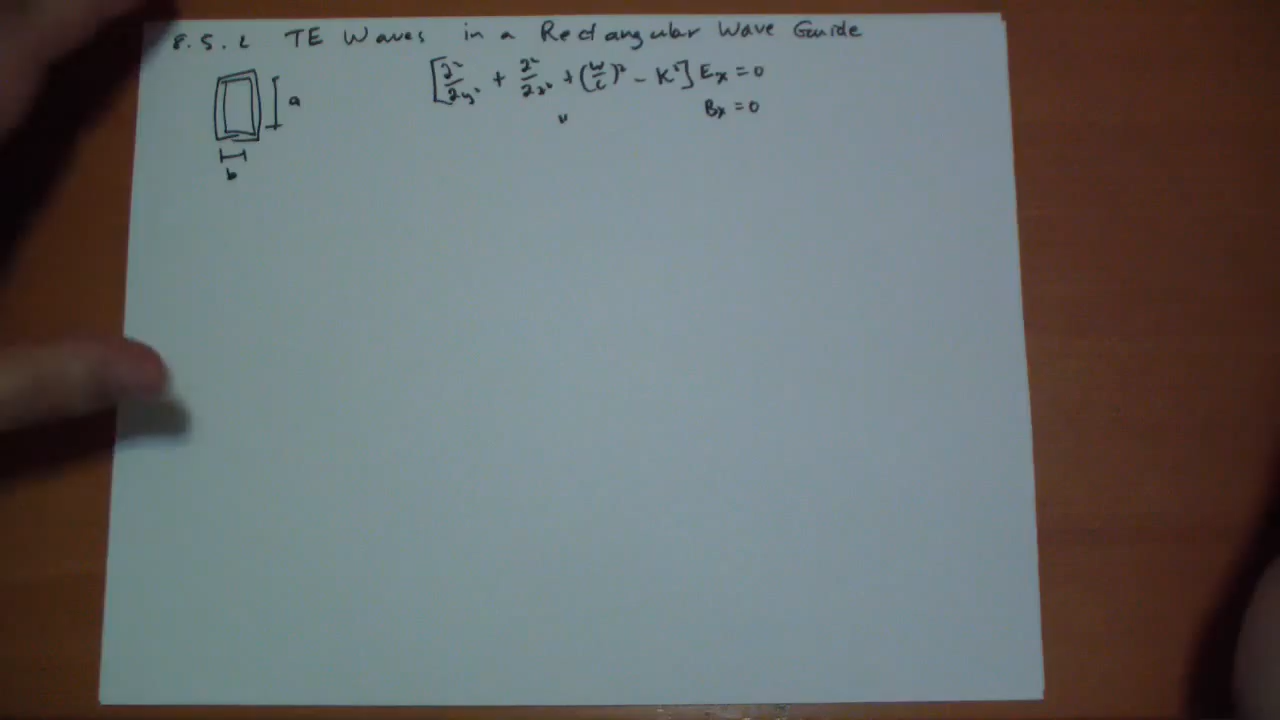 8.5.2 TE Waves in a Rectangular Wave Guide
[∂²/∂y² + ∂²/∂z² + (w/c)² - K²] Ex = 0
a
" Bx = 0
b